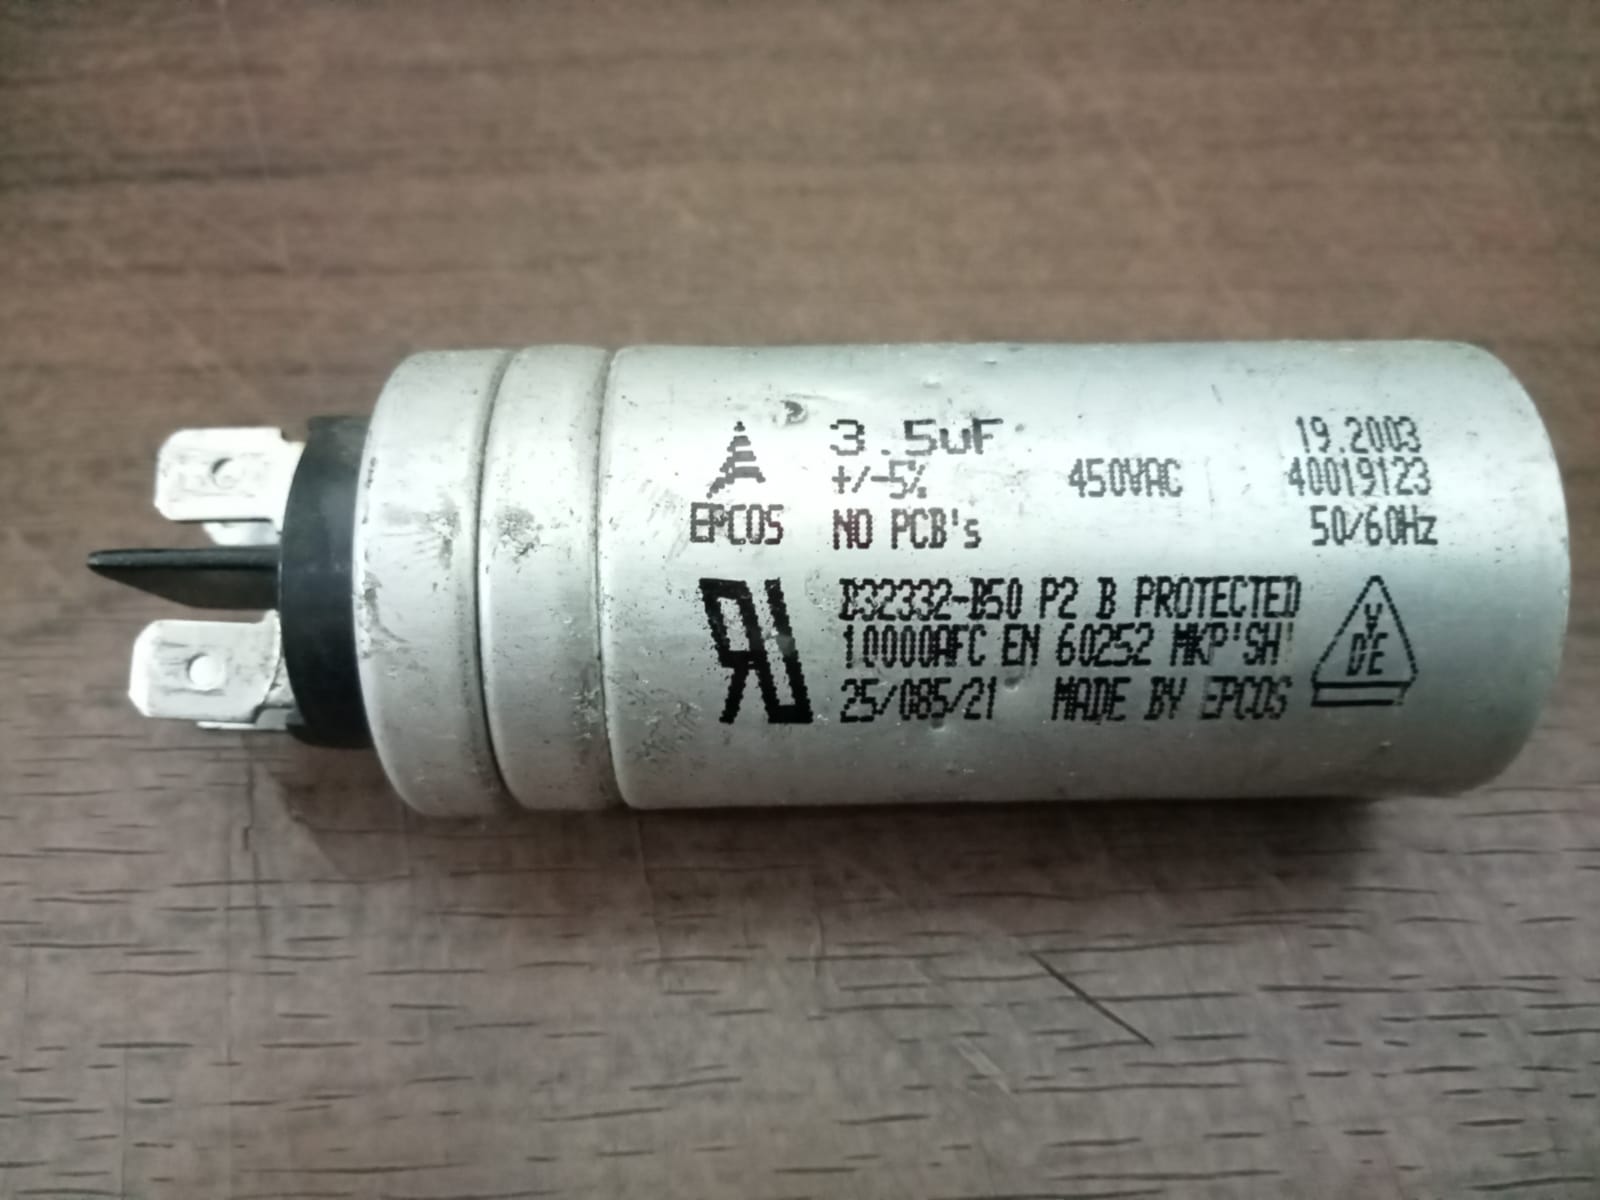 3.5uF 19.2003
+/-5% 450VAC 40019123
EPCOS NO PCB's 50/60Hz
B32332-B50 P2 B PROTECTED
10000AFC EN 60252 MKP'SH'
25/085/21 MADE BY EPCOS
VDE